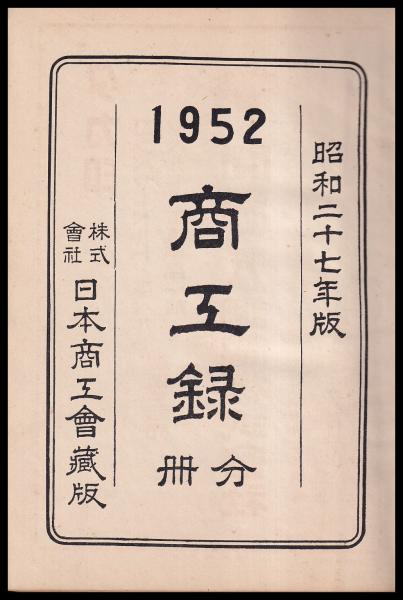 昭和二十七年版
1952
商工録
分冊
株式會社
日本商工會藏版